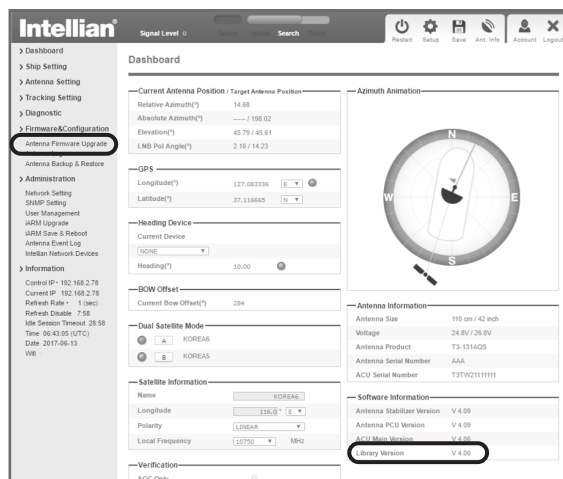 Intellian®
Signal Level 0
Setup Initial Search
Restart Setup Save Ant. Info Account Logout
Dashboard
Ship Setting
Antenna Setting
Tracking Setting
Diagnostic
Firmware&Configuration
Antenna Firmware Upgrade
Antenna Backup & Restore
Administration
Network Setting
SNMP Setting
User Management
iARM Upgrade
iARM Save & Reboot
Antenna Event Log
Intellian Network Devices
Information
Control IP · 192.168.2.78
Current IP 192.168.2.78
Refresh Rate · 1 (sec)
Refresh Disable 7:58
Idle Session Timeout 28:58
Time 06:43:05 (UTC)
Date 2017-06-13
Wifi
Dashboard
Current Antenna Position / Target Antenna Position
Relative Azimuth(°) 14.68
Absolute Azimuth(°) ----- / 198.02
Elevation(°) 45.79 / 45.61
LNB Pol Angle(°) 2.10 / 14.23
GPS
Longitude(°) 127.083336 E
Latitude(°) 37.116665 N
Heading Device
Current Device
NONE
Heading(°) 10.00
BOW Offset
Current Bow Offset(°) 284
Dual Satellite Mode
A KOREA6
B KOREA5
Satellite Information
Name KOREA6
Longitude 116.0 ° E
Polarity LINEAR
Local Frequency 10750 MHz
Verification
AGC Only
Azimuth Animation
N
W E
S
Antenna Information
Antenna Size 110 cm / 42 inch
Voltage 24.8V / 26.8V
Antenna Product T3-131AQS
Antenna Serial Number AAA
ACU Serial Number T3TW21111111
Software Information
Antenna Stabilizer Version V 4.09
Antenna PCU Version V 4.09
ACU Main Version V 4.06
Library Version V 4.00